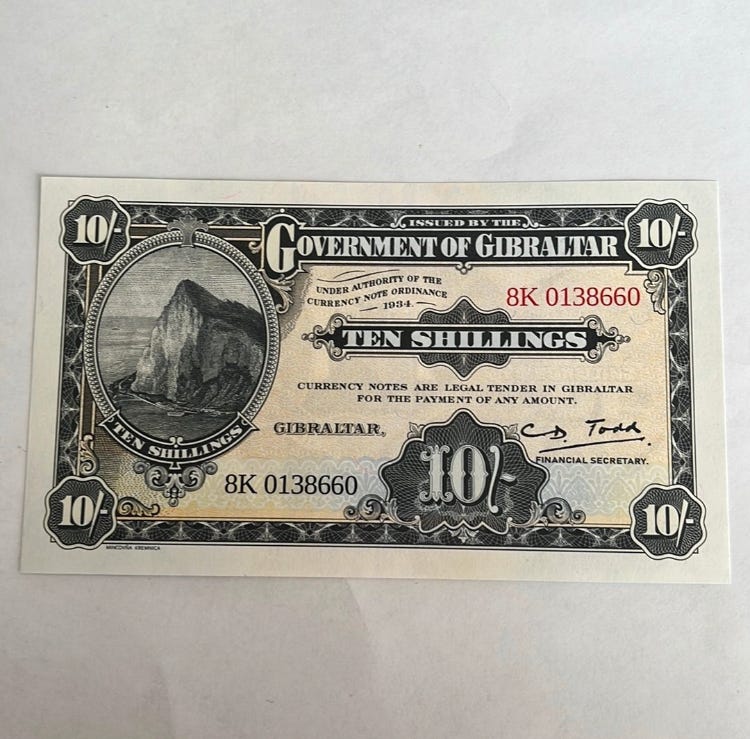 10/-
10/-
ISSUED BY THE
GOVERNMENT OF GIBRALTAR
UNDER AUTHORITY OF THE
CURRENCY NOTE ORDINANCE
1934.
8K 0138660
TEN SHILLINGS
CURRENCY NOTES ARE LEGAL TENDER IN GIBRALTAR
FOR THE PAYMENT OF ANY AMOUNT.
GIBRALTAR,
TEN SHILLINGS
C D. Todd.
FINANCIAL SECRETARY.
8K 0138660
10/-
10/-
10/-
MINCOVŇA KREMNICA